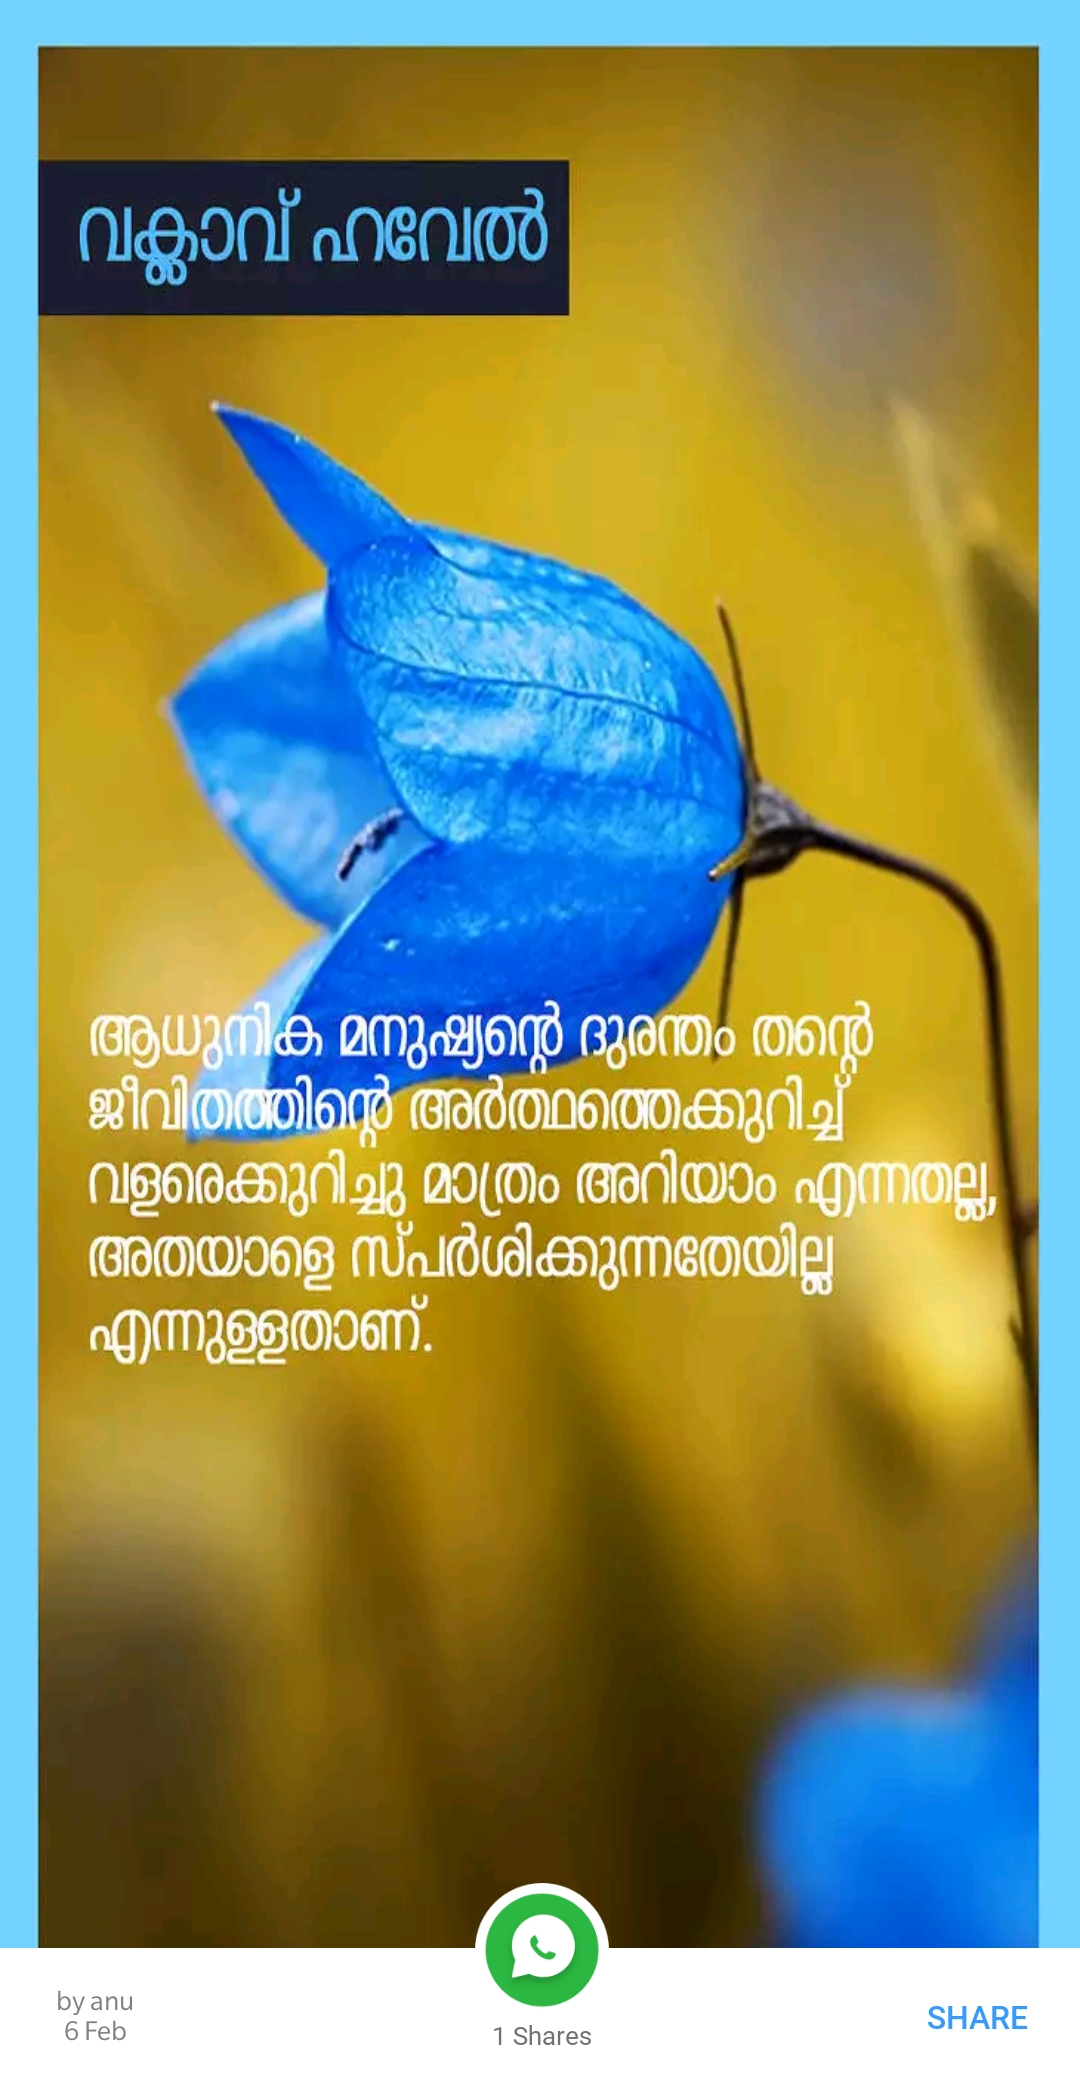 വക്ലാവ് ഹവേൽ
ആധുനിക മനുഷ്യന്റെ ദുരന്തം തന്റെ
ജീവിതത്തിന്റെ അർത്ഥത്തെക്കുറിച്ച്
വളരെക്കുറിച്ചു മാത്രം അറിയാം എന്നതല്ല,
അതയാളെ സ്പർശിക്കുന്നതേയില്ല
എന്നുള്ളതാണ്.
by anu
6 Feb
1 Shares
SHARE